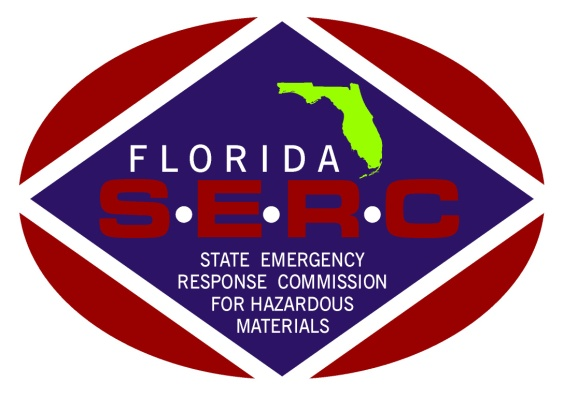 FLORIDA
S•E•R•C
STATE EMERGENCY
RESPONSE COMMISSION
FOR HAZARDOUS
MATERIALS